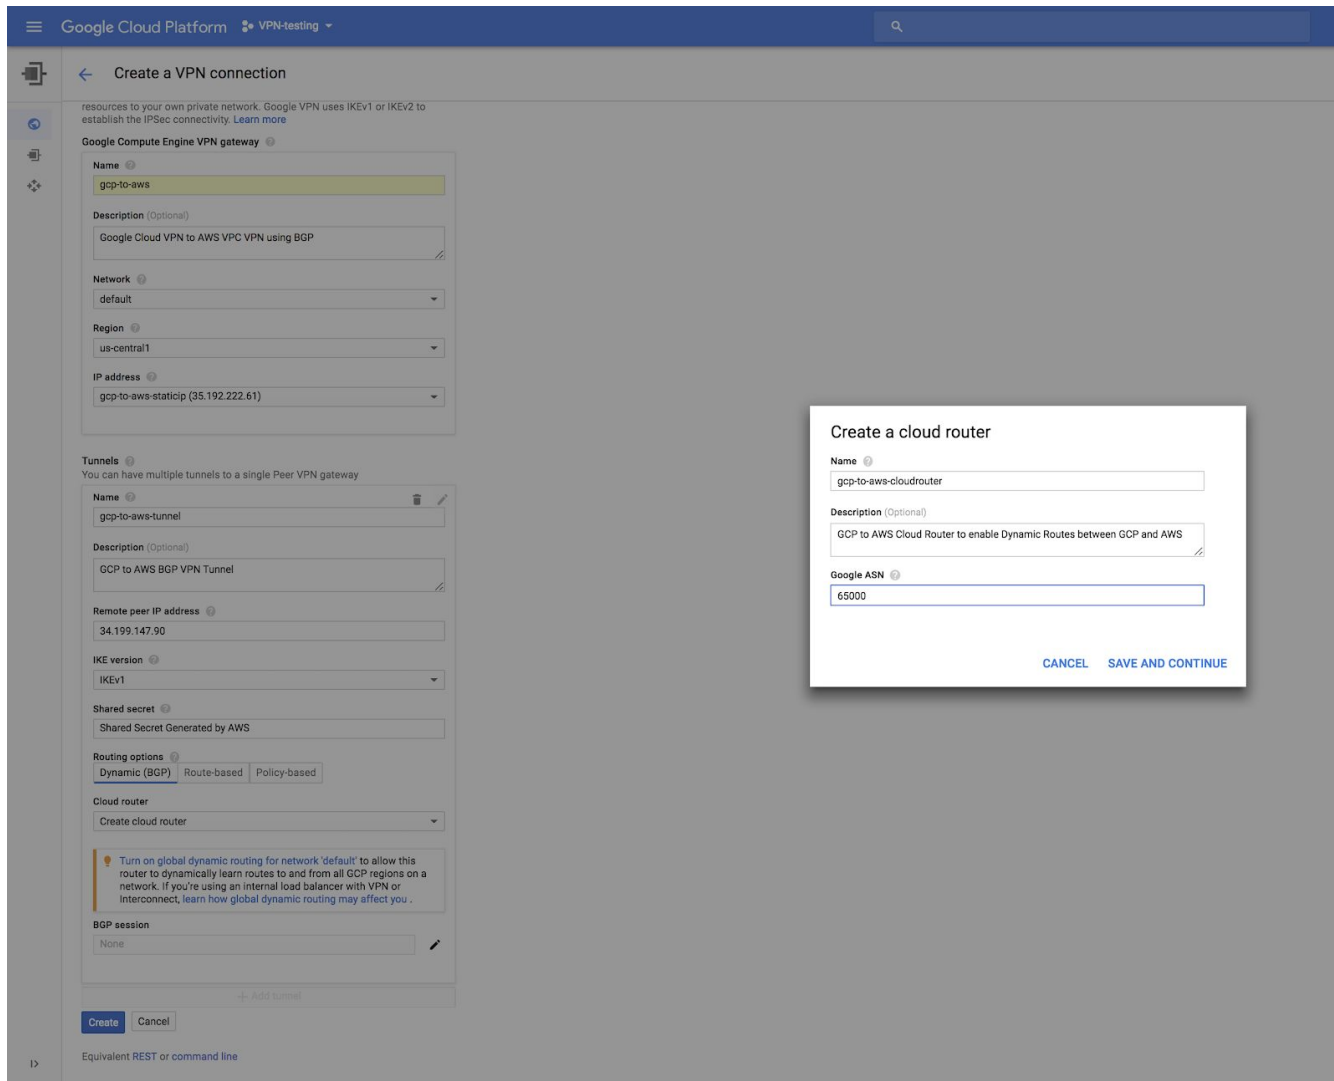 Google Cloud Platform VPN-testing
Create a VPN connection
resources to your own private network. Google VPN uses IKEv1 or IKEv2 to
establish the IPSec connectivity. Learn more
Google Compute Engine VPN gateway
Name
gcp-to-aws
Description (Optional)
Google Cloud VPN to AWS VPC VPN using BGP
Network
default
Region
us-central1
IP address
gcp-to-aws-staticip (35.192.222.61)
Tunnels
You can have multiple tunnels to a single Peer VPN gateway
Name
gcp-to-aws-tunnel
Description (Optional)
GCP to AWS BGP VPN Tunnel
Remote peer IP address
34.199.147.90
IKE version
IKEv1
Shared secret
Shared Secret Generated by AWS
Routing options
Dynamic (BGP) Route-based Policy-based
Cloud router
Create cloud router
Turn on global dynamic routing for network 'default' to allow this
router to dynamically learn routes to and from all GCP regions on a
network. If you're using an internal load balancer with VPN or
Interconnect, learn how global dynamic routing may affect you .
BGP session
None
+ Add tunnel
Create Cancel
Equivalent REST or command line
Create a cloud router
Name
gcp-to-aws-cloudrouter
Description (Optional)
GCP to AWS Cloud Router to enable Dynamic Routes between GCP and AWS
Google ASN
65000
CANCEL SAVE AND CONTINUE